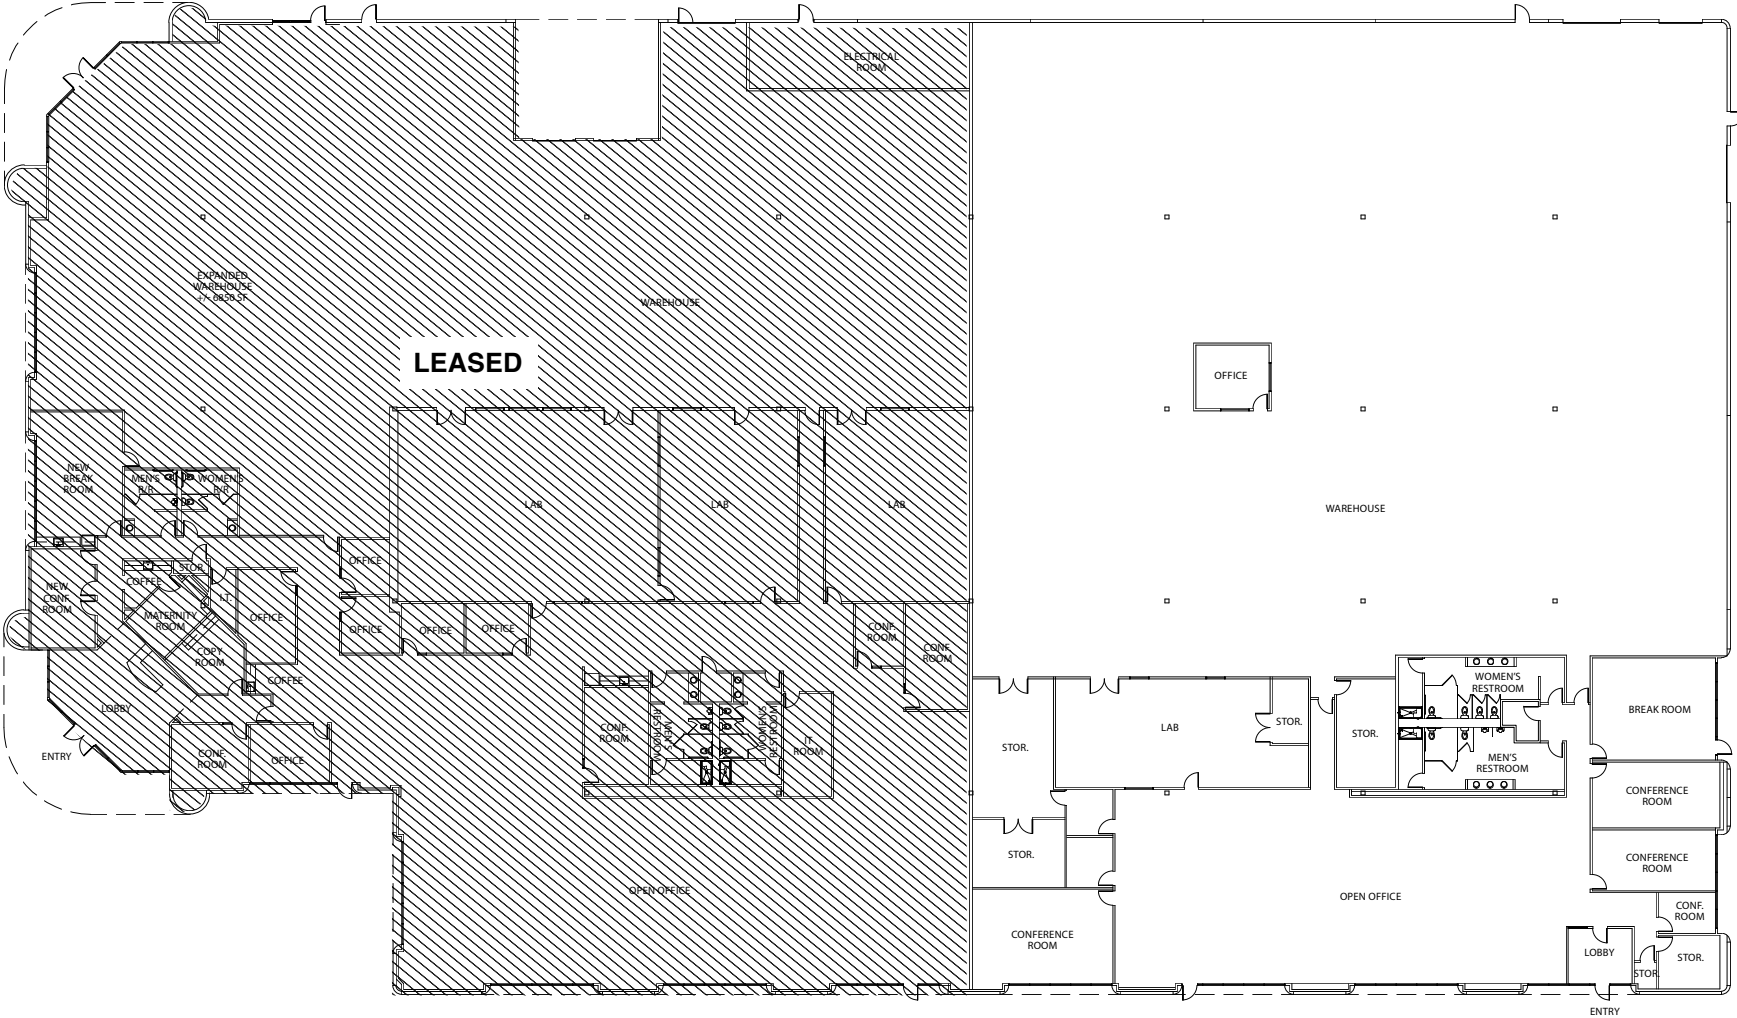 ELECTRICAL
ROOM
EXPANDED
WAREHOUSE
+/- 6850 SF
WAREHOUSE
LEASED
OFFICE
NEW
BREAK
ROOM
MEN'S
R/R
WOMEN'S
R/R
LAB
LAB
LAB
WAREHOUSE
NEW
CONF.
ROOM
COFFEE
STOR.
I.T.
OFFICE
OFFICE
MATERNITY
ROOM
COPY
ROOM
COFFEE
OFFICE
OFFICE
OFFICE
CONF.
ROOM
CONF.
ROOM
LOBBY
ENTRY
CONF.
ROOM
OFFICE
CONF.
ROOM
MEN'S
RESTROOM
WOMEN'S
RESTROOM
I.T.
ROOM
OPEN OFFICE
STOR.
LAB
STOR.
STOR.
WOMEN'S
RESTROOM
MEN'S
RESTROOM
BREAK ROOM
CONFERENCE
ROOM
CONFERENCE
ROOM
STOR.
CONFERENCE
ROOM
OPEN OFFICE
CONF.
ROOM
LOBBY
STOR.
STOR.
ENTRY